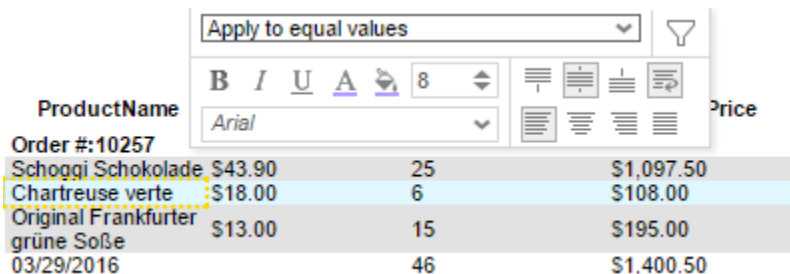 Apply to equal values
B I U A 8
ProductName Arial Price
Order #:10257
Schoggi Schokolade $43.90 25 $1,097.50
Chartreuse verte $18.00 6 $108.00
Original Frankfurter
grüne Soße $13.00 15 $195.00
03/29/2016 46 $1,400.50